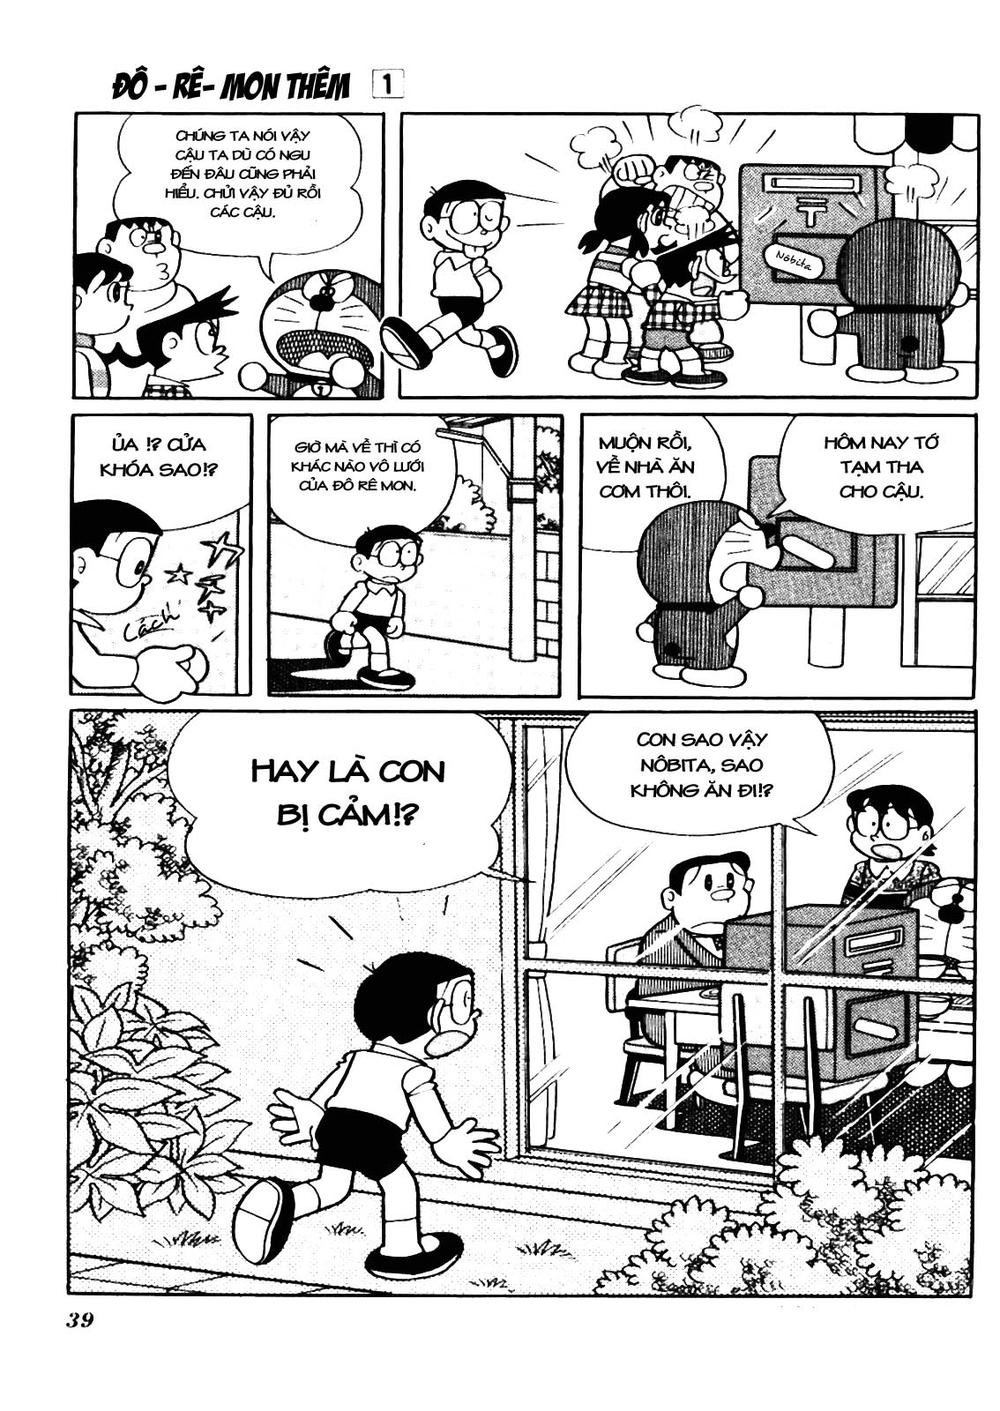 ĐÔ - RÊ- MON THÊM 1
CHÚNG TA NÓI VẬY
CẬU TA DÙ CÓ NGU
ĐẾN ĐÂU CŨNG PHẢI
HIỂU. CHỬI VẬY ĐỦ RỒI
CÁC CẬU.
Nôbita
ỦA !? CỬA
KHÓA SAO!?
Cách
GIỜ MÀ VỀ THÌ CÓ
KHÁC NÀO VÔ LƯỚI
CỦA ĐÔ RÊ MON.
MUỘN RỒI,
VỀ NHÀ ĂN
CƠM THÔI.
HÔM NAY TỚ
TẠM THA
CHO CẬU.
HAY LÀ CON
BỊ CẢM!?
CON SAO VẬY
NÔBITA, SAO
KHÔNG ĂN ĐI!?
39